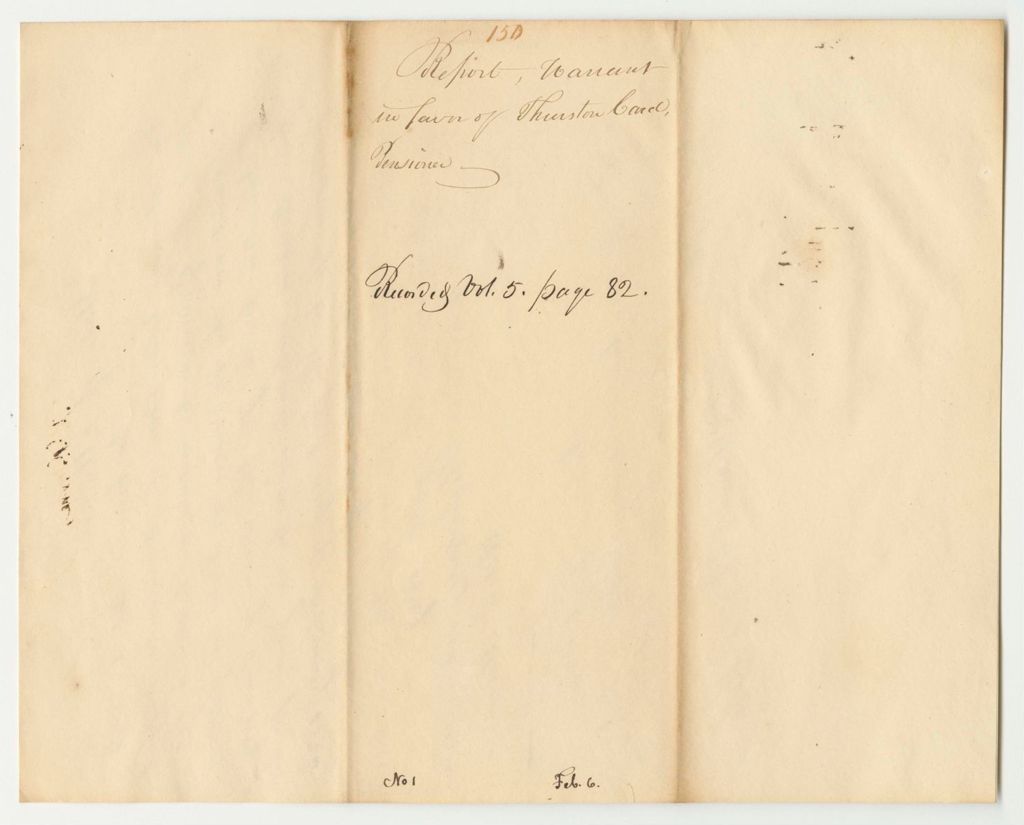 150
Report, Warrant
in favor of Thurston Card,
Pensioner
Recorded Vol. 5. page 82.
No 1 Feb. 6.